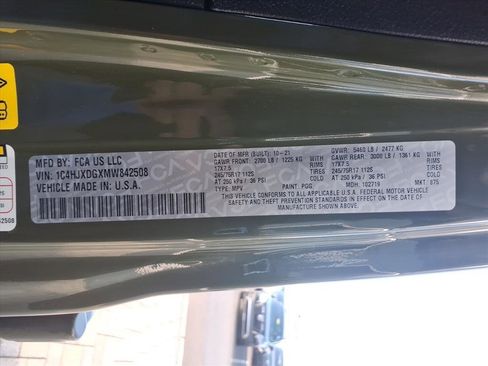 MFD BY: FCA US LLC
VIN: 1C4HJXDGXMW842508
VEHICLE MADE IN: U.S.A.
DATE OF MFR (BUILT): 10-21
GVWR: 5460 LB / 2477 KG
GAWR FRONT: 2700 LB / 1225 KG WITH
GAWR REAR: 3000 LB / 1361 KG WITH
17X7.5 RIMS
17X7.5 RIMS
245/75R17 112S TIRES
245/75R17 112S TIRES
AT 250 kPa / 36 PSI COLD
AT 250 kPa / 36 PSI COLD
TYPE: MPV PAINT: PGG MDH: 102719 MKT: 875
THIS VEHICLE CONFORMS TO ALL APPLICABLE U.S.A. FEDERAL MOTOR VEHICLE
SAFETY AND THEFT PREVENTION STANDARDS IN EFFECT ON THE DATE OF
MANUFACTURE SHOWN ABOVE.